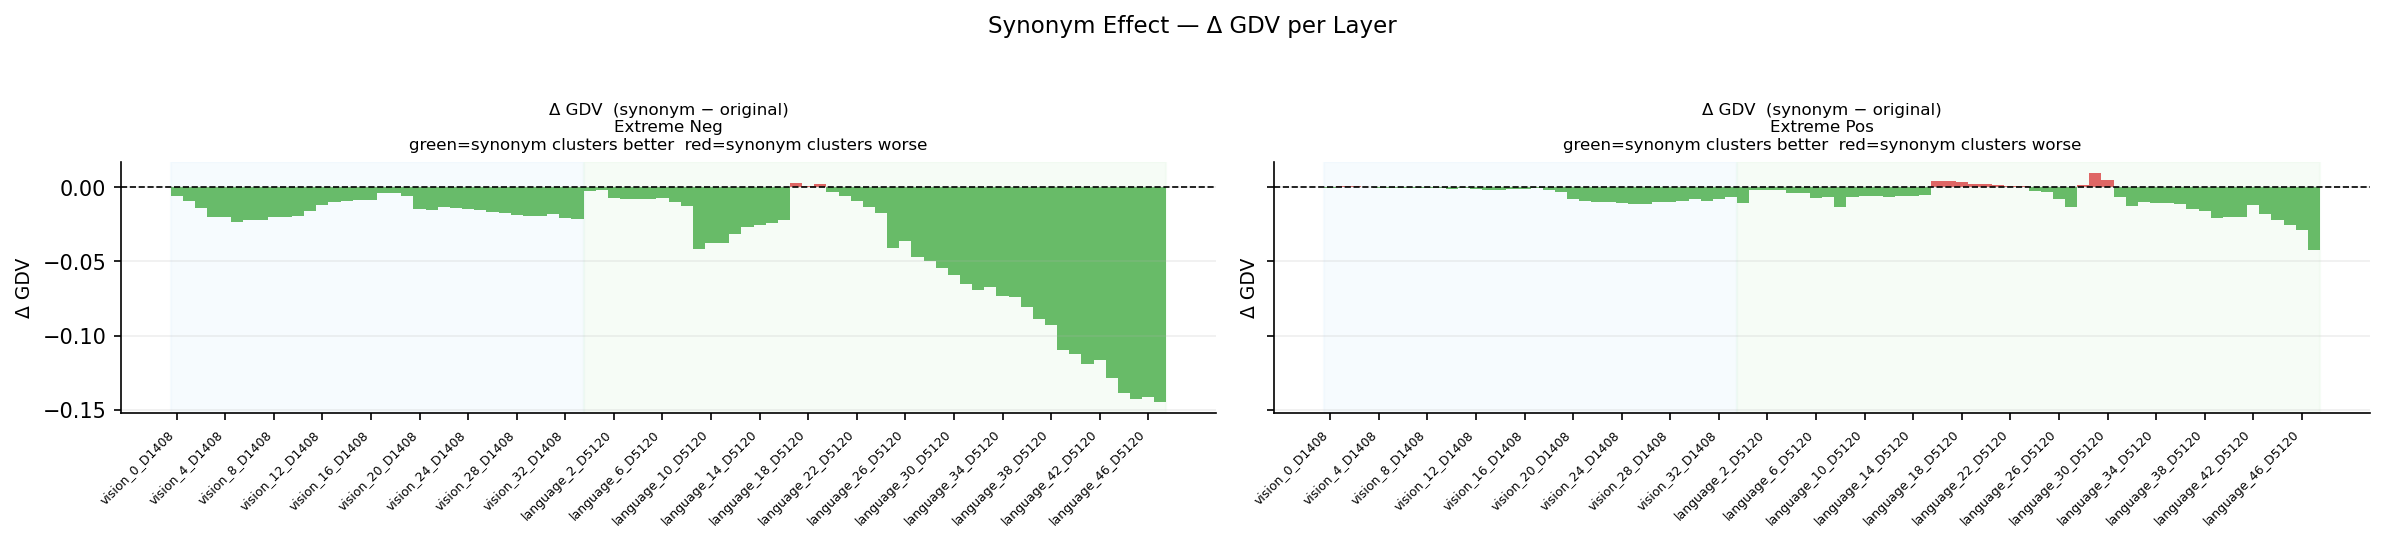 Synonym Effect — Δ GDV per Layer
Δ GDV  (synonym − original)
Extreme Neg
green=synonym clusters better  red=synonym clusters worse
Δ GDV
0.00
−0.05
−0.10
−0.15
vision_0_D1408
vision_4_D1408
vision_8_D1408
vision_12_D1408
vision_16_D1408
vision_20_D1408
vision_24_D1408
vision_28_D1408
vision_32_D1408
language_2_D5120
language_6_D5120
language_10_D5120
language_14_D5120
language_18_D5120
language_22_D5120
language_26_D5120
language_30_D5120
language_34_D5120
language_38_D5120
language_42_D5120
language_46_D5120
Δ GDV  (synonym − original)
Extreme Pos
green=synonym clusters better  red=synonym clusters worse
Δ GDV
vision_0_D1408
vision_4_D1408
vision_8_D1408
vision_12_D1408
vision_16_D1408
vision_20_D1408
vision_24_D1408
vision_28_D1408
vision_32_D1408
language_2_D5120
language_6_D5120
language_10_D5120
language_14_D5120
language_18_D5120
language_22_D5120
language_26_D5120
language_30_D5120
language_34_D5120
language_38_D5120
language_42_D5120
language_46_D5120